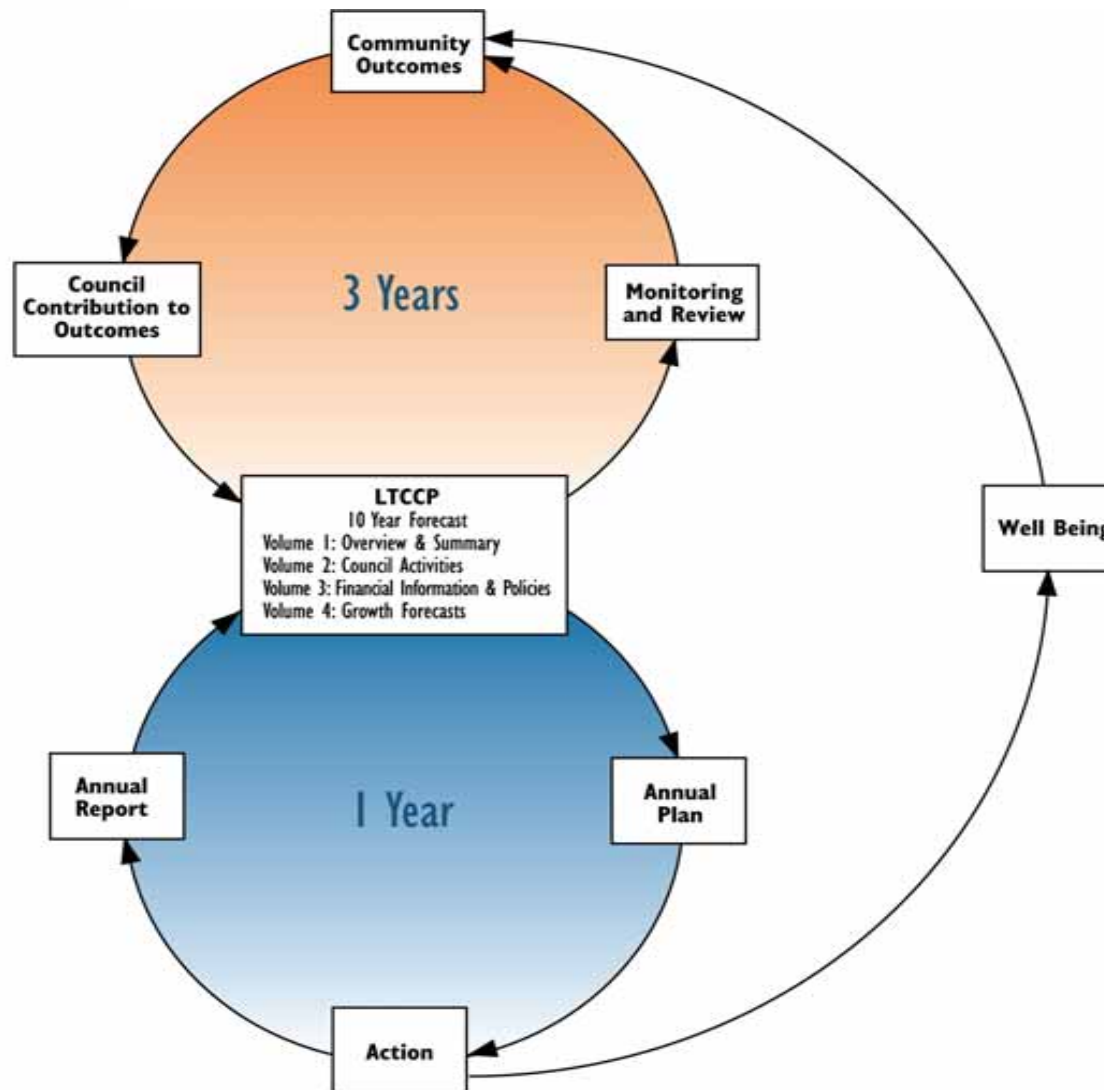 Community
Outcomes
Council
Contribution to
Outcomes
3 Years
Monitoring
and Review
LTCCP
10 Year Forecast
Volume 1: Overview & Summary
Volume 2: Council Activities
Volume 3: Financial Information & Policies
Volume 4: Growth Forecasts
Well Being
Annual
Report
1 Year
Annual
Plan
Action